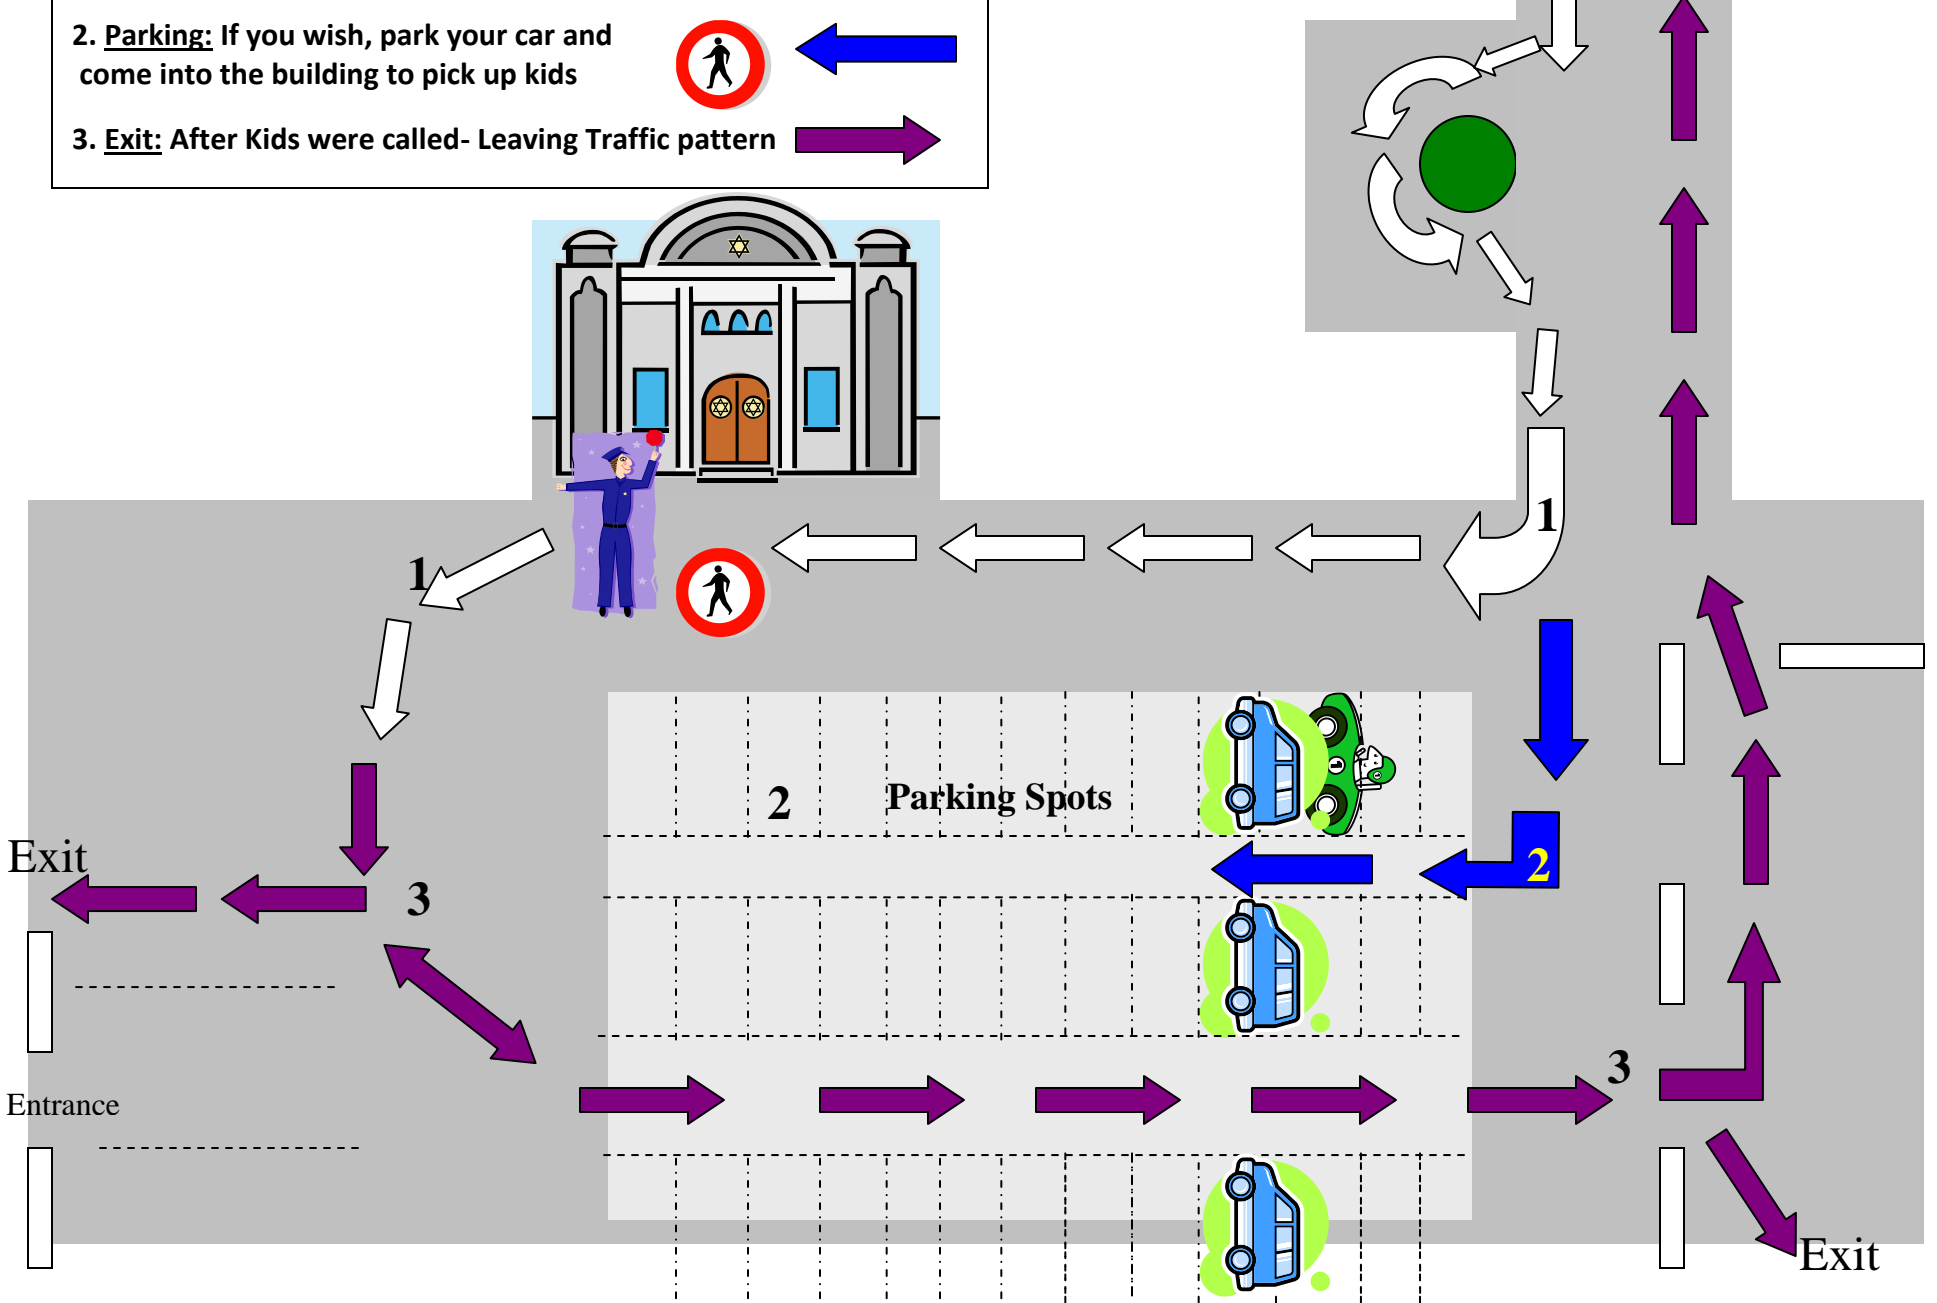 2. Parking: If you wish, park your car and
come into the building to pick up kids
3. Exit: After Kids were called- Leaving Traffic pattern
1
1
2
Parking Spots
1
Exit
2
3
3
Entrance
Exit